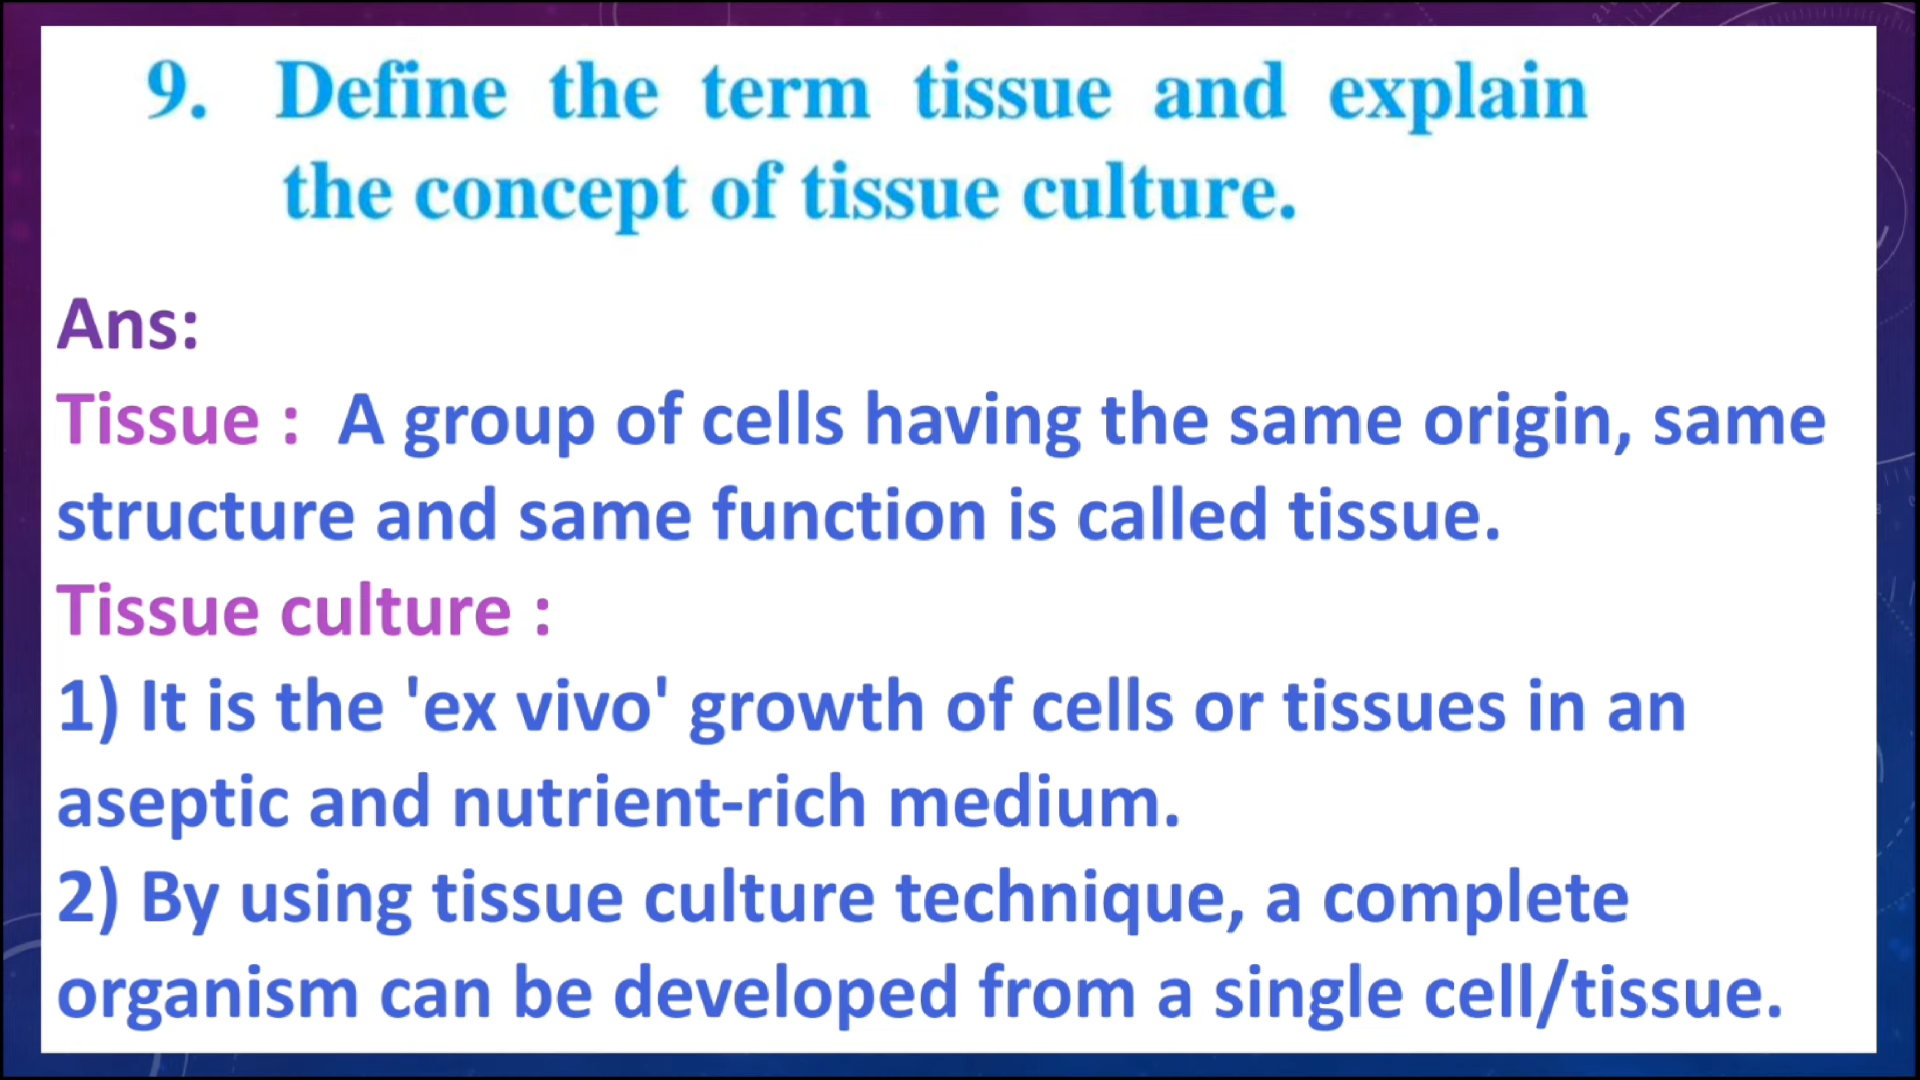 9. Define the term tissue and explain
the concept of tissue culture.
Ans:
Tissue : A group of cells having the same origin, same
structure and same function is called tissue.
Tissue culture :
1) It is the 'ex vivo' growth of cells or tissues in an
aseptic and nutrient-rich medium.
2) By using tissue culture technique, a complete
organism can be developed from a single cell/tissue.